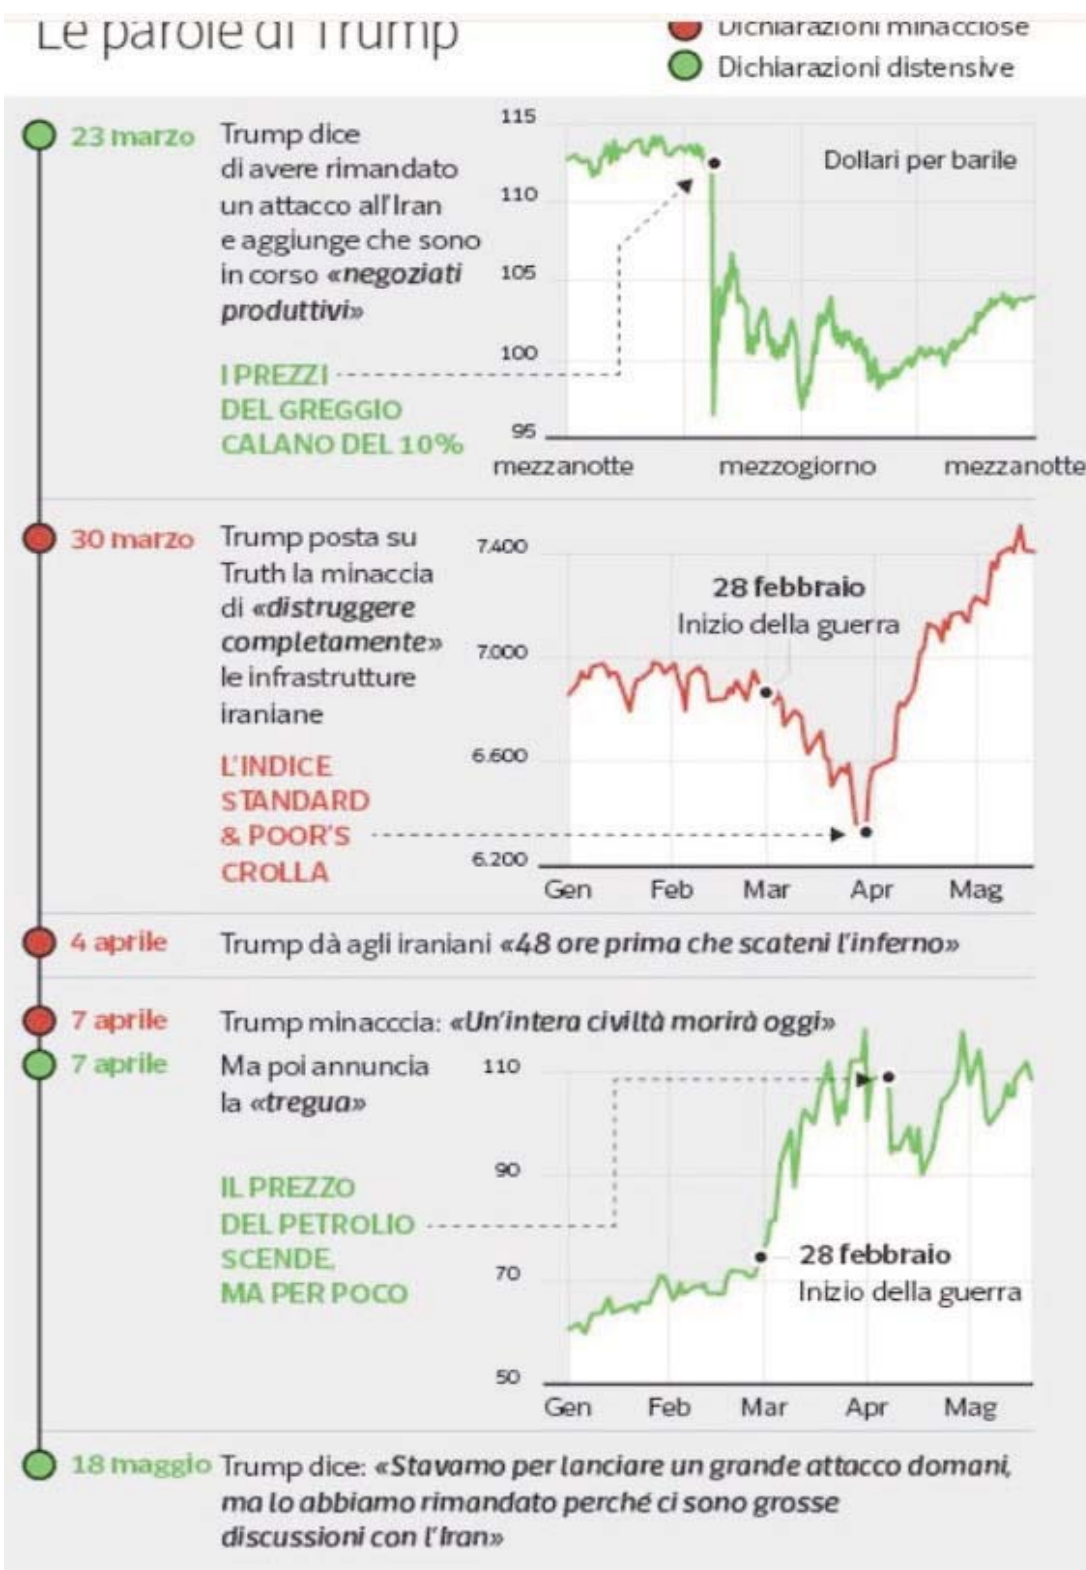 Le parole di Trump
Dichiarazioni minacciose
Dichiarazioni distensive
23 marzo
Trump dice
di avere rimandato
un attacco all'Iran
e aggiunge che sono
in corso «negoziati
produttivi»
I PREZZI
DEL GREGGIO
CALANO DEL 10%
115
110
105
100
95
Dollari per barile
mezzanotte
mezzogiorno
mezzanotte
30 marzo
Trump posta su
Truth la minaccia
di «distruggere
completamente»
le infrastrutture
iraniane
L'INDICE
STANDARD
& POOR'S
CROLLA
7.400
7.000
6.600
6.200
28 febbraio
Inizio della guerra
Gen
Feb
Mar
Apr
Mag
4 aprile
Trump dà agli iraniani «48 ore prima che scateni l'inferno»
7 aprile
Trump minacccia: «Un'intera civiltà morirà oggi»
7 aprile
Ma poi annuncia
la «tregua»
IL PREZZO
DEL PETROLIO
SCENDE,
MA PER POCO
110
90
70
50
28 febbraio
Inizio della guerra
Gen
Feb
Mar
Apr
Mag
18 maggio
Trump dice: «Stavamo per lanciare un grande attacco domani,
ma lo abbiamo rimandato perché ci sono grosse
discussioni con l'Iran»